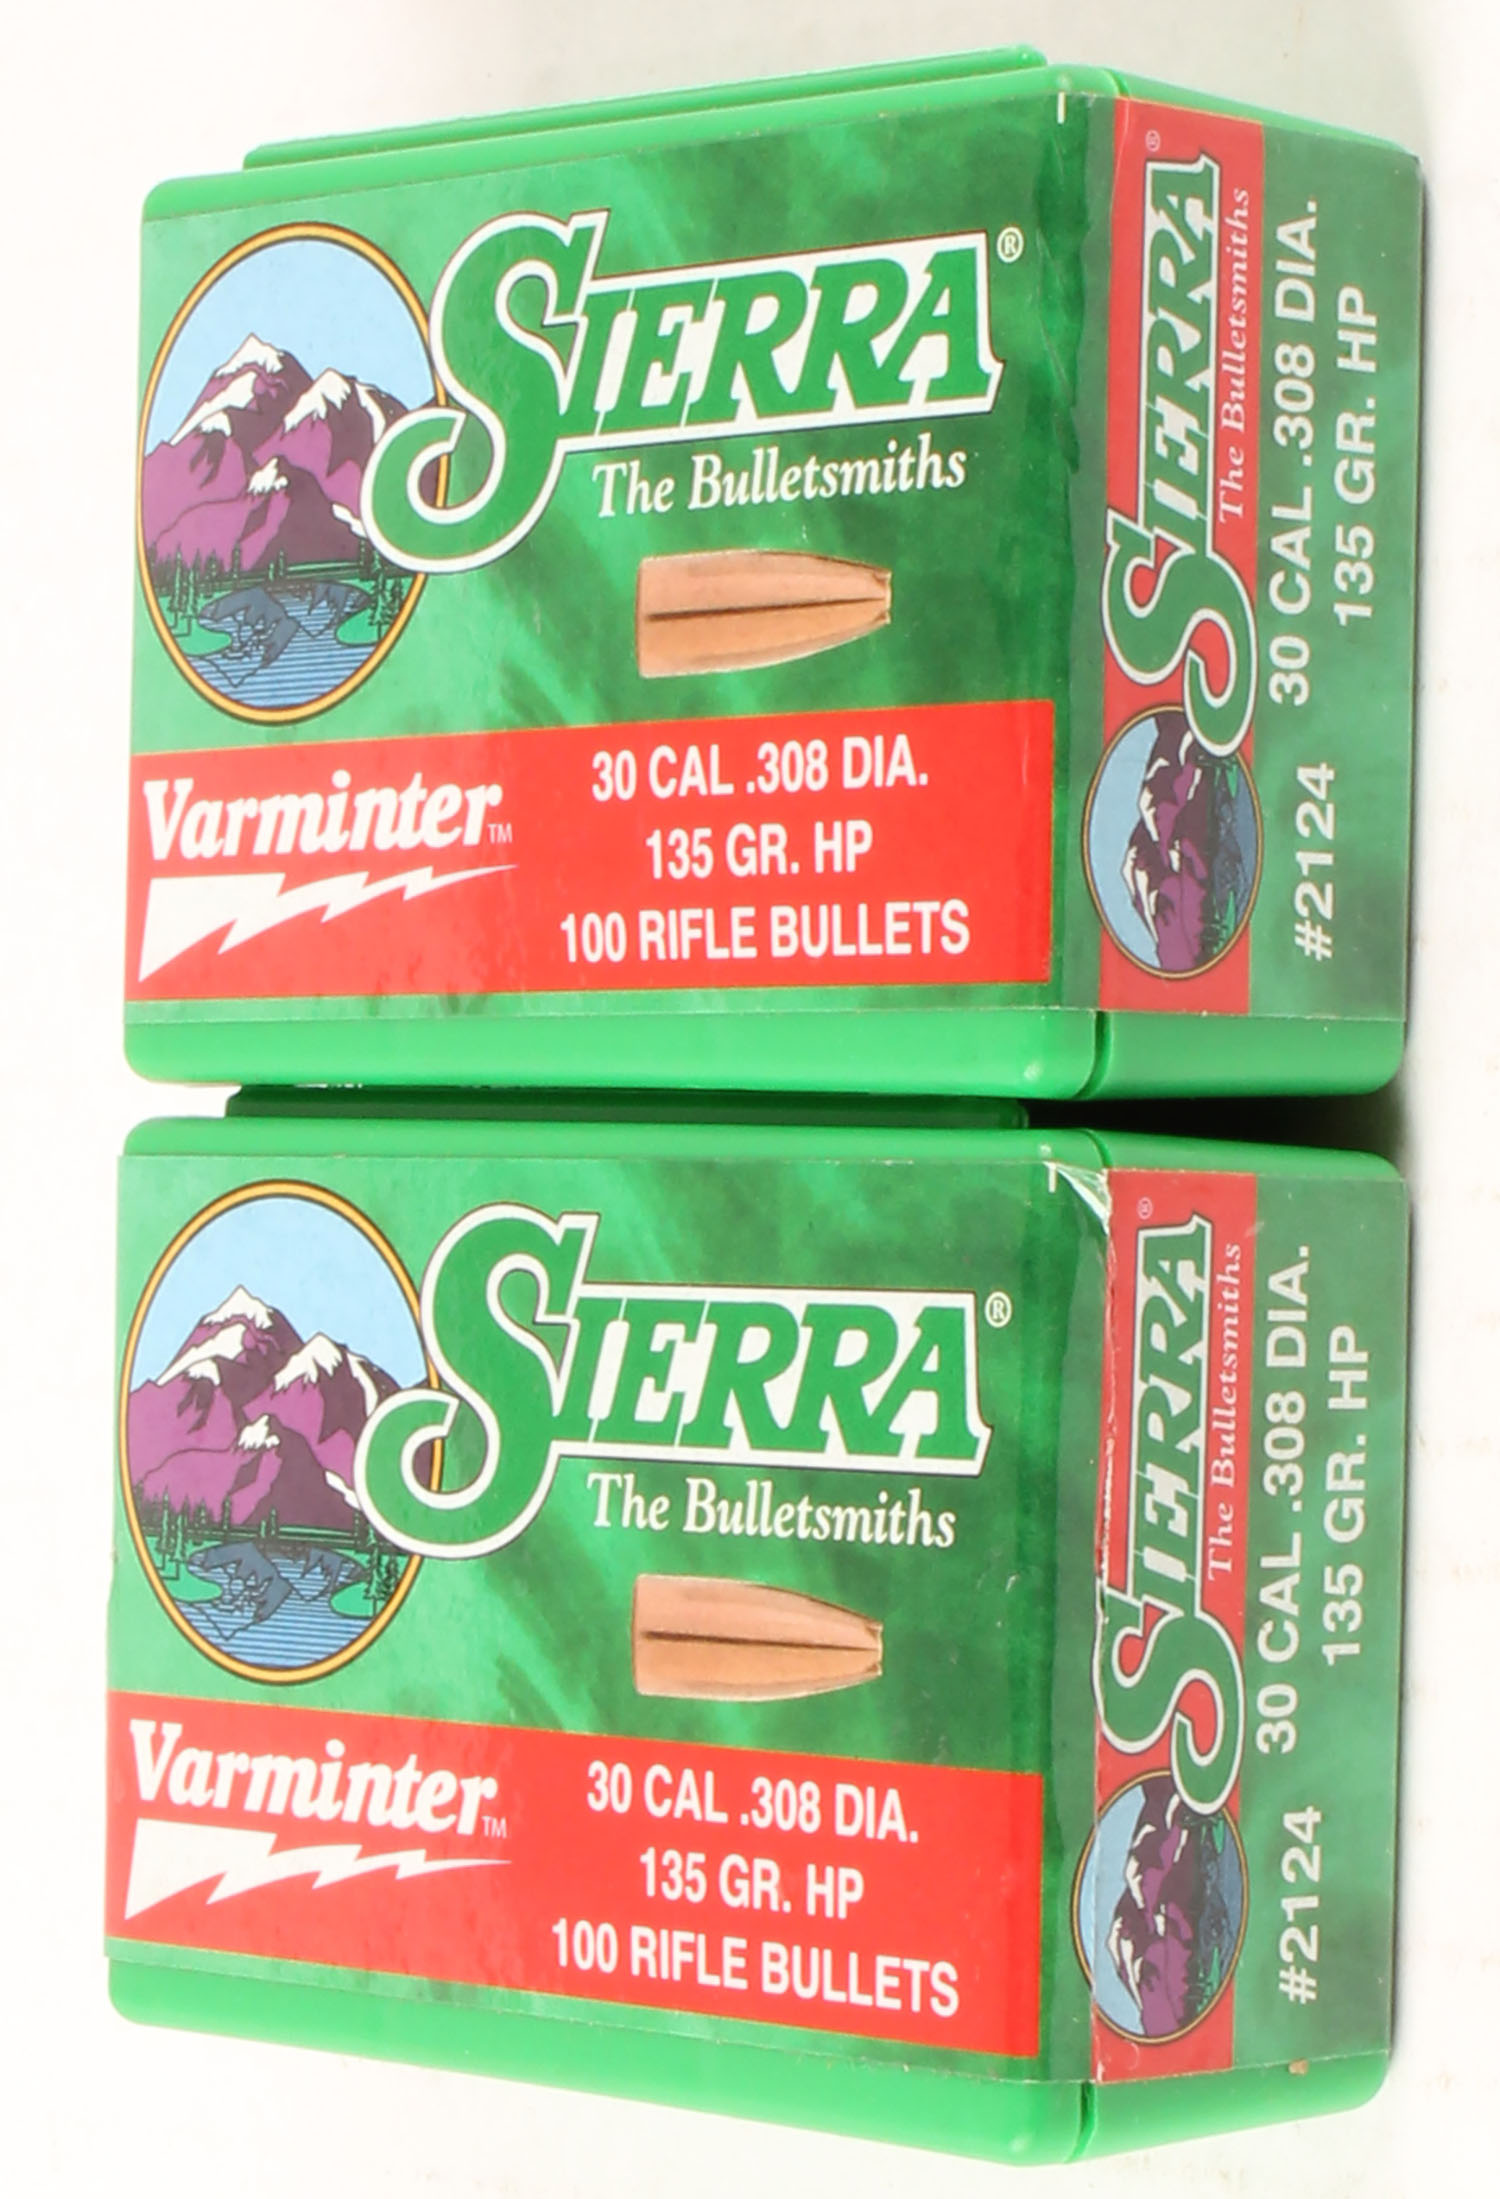 SIERRA®
The Bulletsmiths
Varminter™
30 CAL .308 DIA.
135 GR. HP
100 RIFLE BULLETS
SIERRA®
The Bulletsmiths
#2124 30 CAL .308 DIA.
135 GR. HP
SIERRA®
The Bulletsmiths
Varminter™
30 CAL .308 DIA.
135 GR. HP
100 RIFLE BULLETS
SIERRA®
The Bulletsmiths
#2124 30 CAL .308 DIA.
135 GR. HP